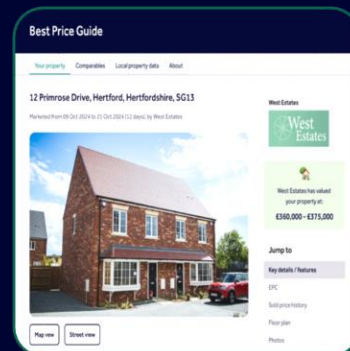 Best Price Guide
Your property Comparables Local property data About
12 Primrose Drive, Hertford, Hertfordshire, SG13
Marketed from 09 Oct 2024 to 21 Oct 2024 (12 days), by West Estates
West Estates
West
Estates
West Estates has valued
your property at:
£360,000 - £375,000
Jump to
Key details / features
EPC
Sold price history
Floor plan
Photos
Map view Street view